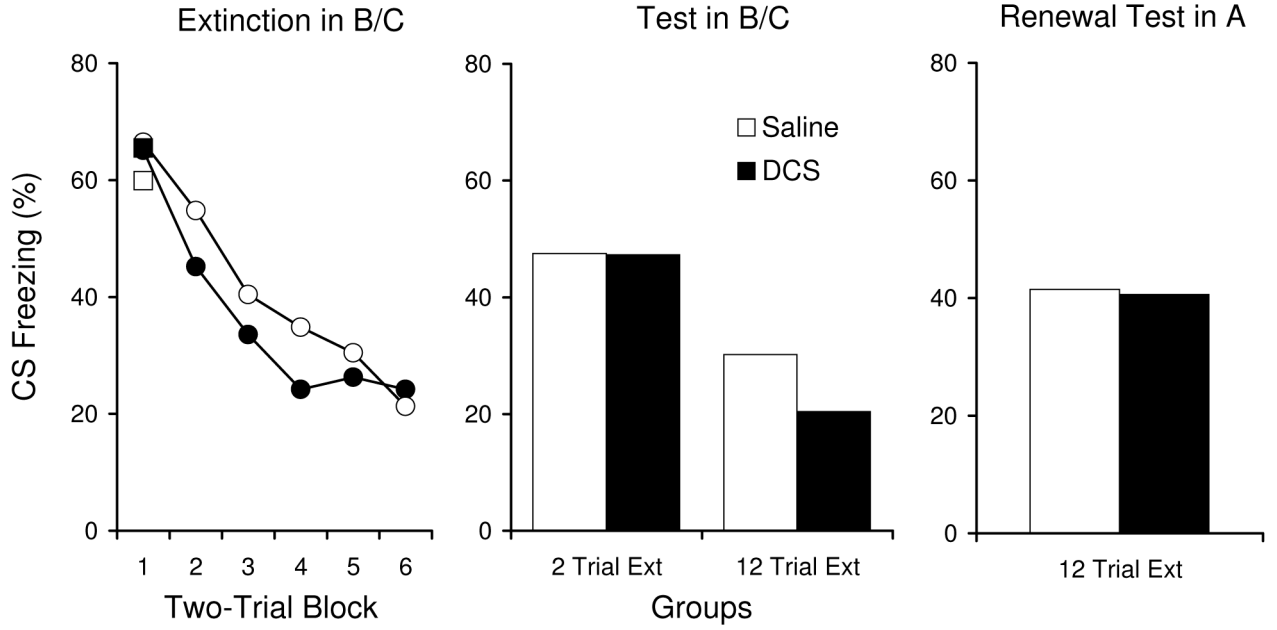 Extinction in B/C
CS Freezing (%)
80
60
40
20
0
1 2 3 4 5 6
Two-Trial Block
Test in B/C
80
60
40
20
0
Saline
DCS
2 Trial Ext 12 Trial Ext
Groups
Renewal Test in A
80
60
40
20
0
12 Trial Ext